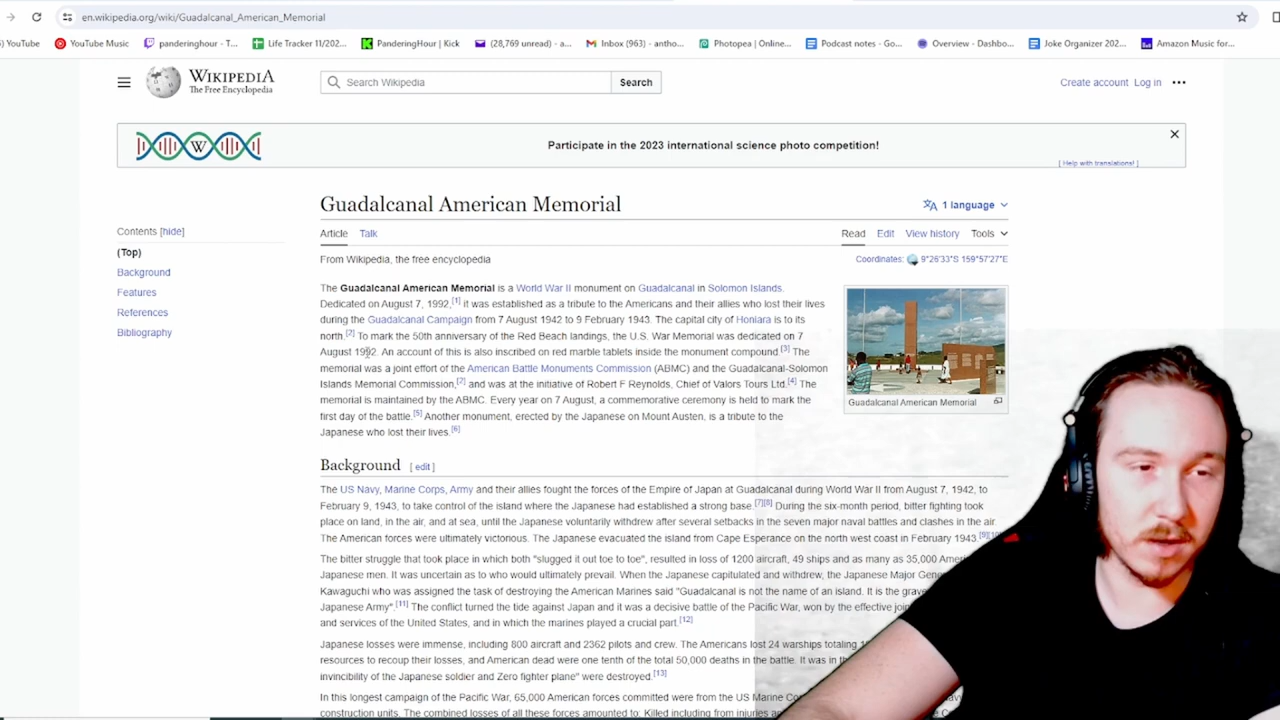 YouTube
YouTube Music
panderinghour - T...
Life Tracker 11/202...
PanderingHour | Kick
(28,769 unread) - a...
Inbox (963) - antho...
Photopea | Online...
Podcast notes - Go...
Overview - Dashbo...
Joke Organizer 202...
Amazon Music for...
en.wikipedia.org/wiki/Guadalcanal_American_Memorial
WIKIPEDIA
The Free Encyclopedia
Search Wikipedia
Search
Create account Log in
W
Participate in the 2023 international science photo competition!
[ Help with translations! ]
Contents [hide]
(Top)
Background
Features
References
Bibliography
Guadalcanal American Memorial
1 language
Article Talk
Read Edit View history Tools
From Wikipedia, the free encyclopedia
Coordinates: 9°26′33″S 159°57′27″E
The Guadalcanal American Memorial is a World War II monument on Guadalcanal in Solomon Islands.
Dedicated on August 7, 1992,[1] it was established as a tribute to the Americans and their allies who lost their lives
during the Guadalcanal Campaign from 7 August 1942 to 9 February 1943. The capital city of Honiara is to its
north.[2] To mark the 50th anniversary of the Red Beach landings, the U.S. War Memorial was dedicated on 7
August 1992. An account of this is also inscribed on red marble tablets inside the monument compound.[3] The
memorial was a joint effort of the American Battle Monuments Commission (ABMC) and the Guadalcanal-Solomon
Islands Memorial Commission,[2] and was at the initiative of Robert F Reynolds, Chief of Valors Tours Ltd.[4] The
memorial is maintained by the ABMC. Every year on 7 August, a commemorative ceremony is held to mark the
first day of the battle.[5] Another monument, erected by the Japanese on Mount Austen, is a tribute to the
Japanese who lost their lives.[6]
Guadalcanal American Memorial
Background [ edit ]
The US Navy, Marine Corps, Army and their allies fought the forces of the Empire of Japan at Guadalcanal during World War II from August 7, 1942, to
February 9, 1943, to take control of the island where the Japanese had established a strong base.[7][8] During the six-month period, bitter fighting took
place on land, in the air, and at sea, until the Japanese voluntarily withdrew after several setbacks in the seven major naval battles and clashes in the air.
The American forces were ultimately victorious. The Japanese evacuated the island from Cape Esperance on the north west coast in February 1943.[9]
The bitter struggle that took place in which both "slugged it out toe to toe", resulted in loss of 1200 aircraft, 49 ships and as many as 35,000
Japanese men. It was uncertain as to who would ultimately prevail. When the Japanese capitulated and withdrew, the Japanese Major
Kawaguchi who was assigned the task of destroying the American Marines said "Guadalcanal is not the name of an island. It is the
Japanese Army".[11] The conflict turned the tide against Japan and it was a decisive battle of the Pacific War, won by the effective
and services of the United States, and in which the marines played a crucial part.[12]
Japanese losses were immense, including 800 aircraft and 2362 pilots and crew. The Americans lost 24 warships totaling
resources to recoup their losses, and American dead were one tenth of the total 50,000 deaths in the battle. It was in
invincibility of the Japanese soldier and Zero fighter plane" were destroyed.[13]
In this longest campaign of the Pacific War, 65,000 American forces committed were from the US Marine
construction units. The combined losses of all these forces amounted to: Killed including from injuries